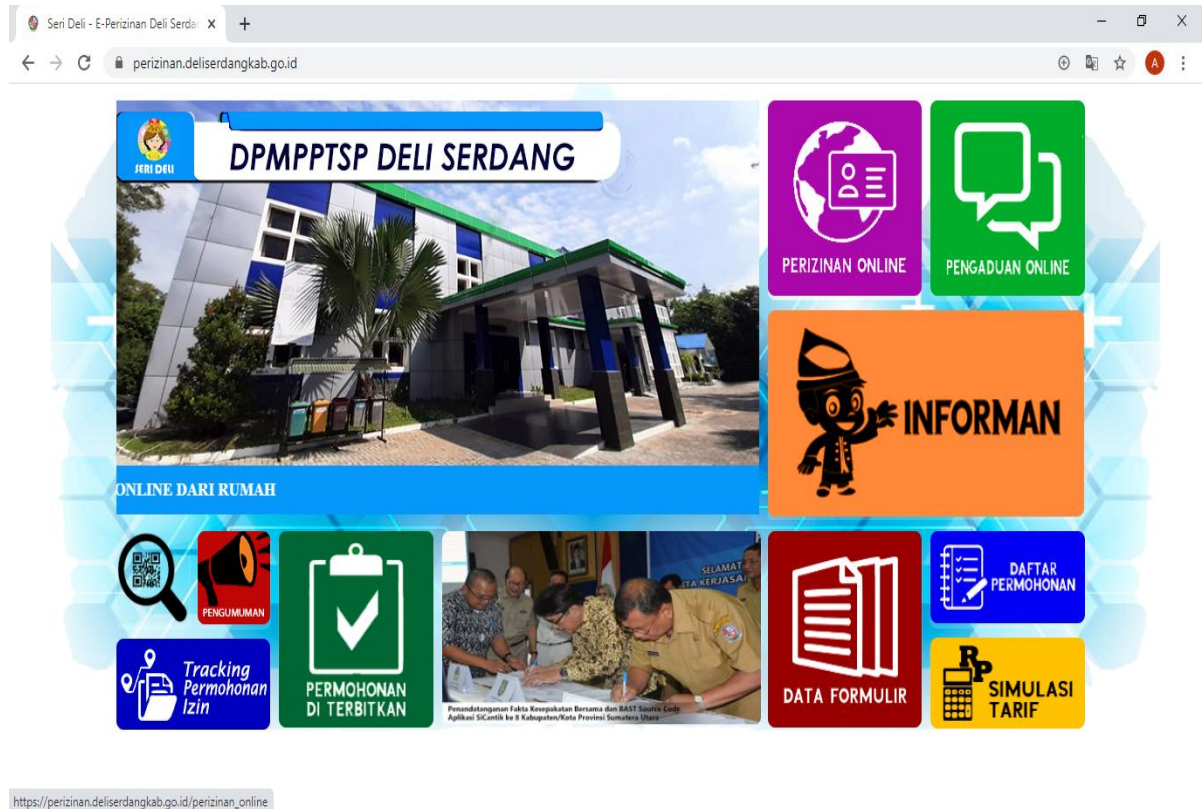 Seri Deli - E-Perizinan Deli Serda
perizinan.deliserdangkab.go.id
A
SERI DELI
DPMPPTSP DELI SERDANG
PERIZINAN ONLINE
PENGADUAN ONLINE
INFORMAN
ONLINE DARI RUMAH
PENGUMUMAN
Tracking
Permohonan
Izin
PERMOHONAN
DI TERBITKAN
SELAMAT
TA KERJASA
Penandatanganan Fakta Kesepakatan Bersama dan BAST Source Code
Aplikasi SiCantik ke 8 Kabupaten/Kota Provinsi Sumatera Utara
DATA FORMULIR
DAFTAR
PERMOHONAN
RP
SIMULASI
TARIF
https://perizinan.deliserdangkab.go.id/perizinan_online